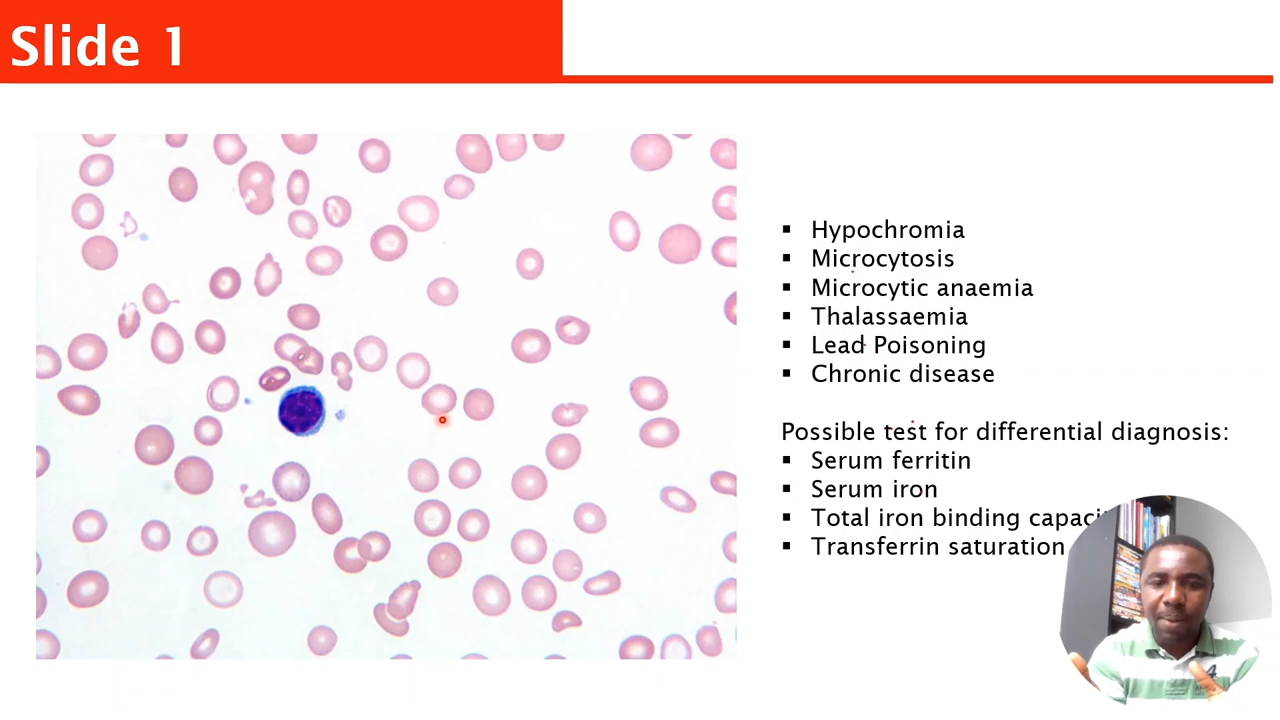 Slide 1
▪ Hypochromia
▪ Microcytosis
▪ Microcytic anaemia
▪ Thalassaemia
▪ Lead Poisoning
▪ Chronic disease
Possible test for differential diagnosis:
▪ Serum ferritin
▪ Serum iron
▪ Total iron binding
▪ Transferrin saturation